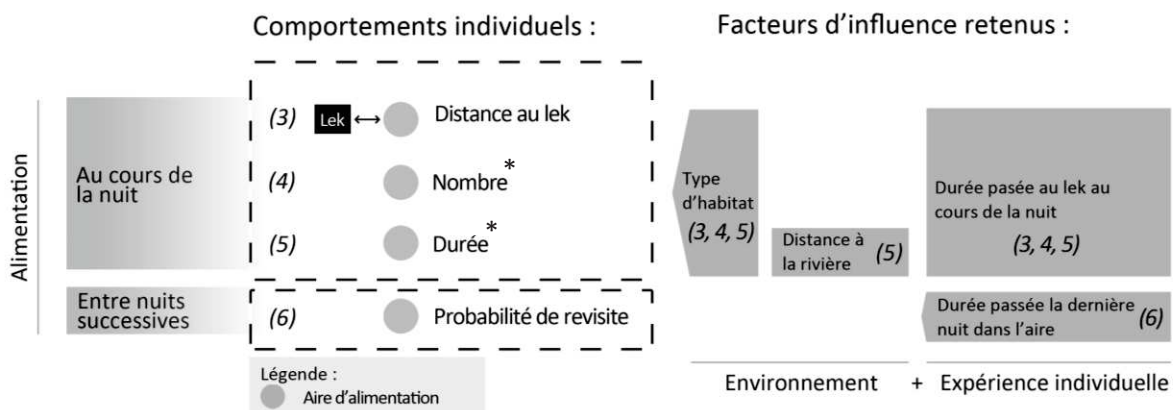 Comportements individuels :
Facteurs d'influence retenus :
Alimentation
Au cours de
la nuit
(3) Lek Distance au lek
(4) Nombre*
(5) Durée*
Type
d'habitat
(3, 4, 5)
Distance à
la rivière
(5)
Durée pasée au lek au
cours de la nuit
(3, 4, 5)
Entre nuits
successives
(6) Probabilité de revisite
Durée passée la dernière
nuit dans l'aire
(6)
Légende :
Aire d'alimentation
Environnement + Expérience individuelle